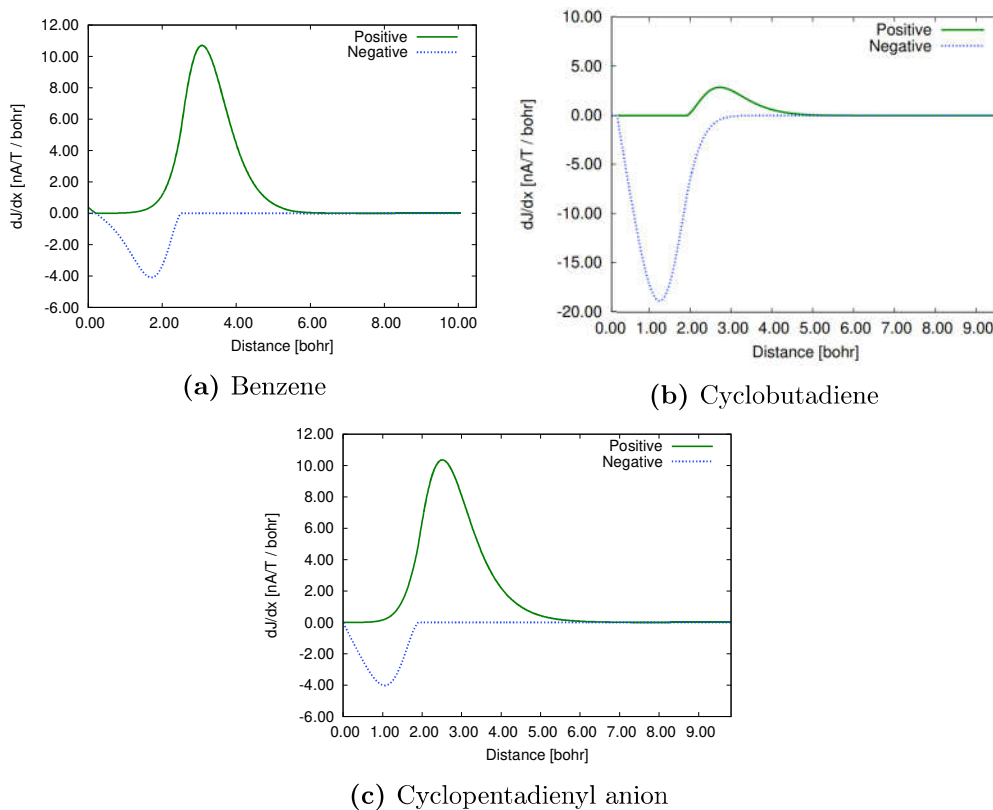 12.00
10.00
8.00
6.00
4.00
2.00
0.00
-2.00
-4.00
-6.00
dJ/dx [nA/T / bohr]
Positive
Negative
0.00 2.00 4.00 6.00 8.00 10.00
Distance [bohr]
(a) Benzene
10.00
5.00
0.00
-5.00
-10.00
-15.00
-20.00
dJ/dx [nA/T / bohr]
Positive
Negative
0.00 1.00 2.00 3.00 4.00 5.00 6.00 7.00 8.00 9.00
Distance [bohr]
(b) Cyclobutadiene
12.00
10.00
8.00
6.00
4.00
2.00
0.00
-2.00
-4.00
-6.00
dJ/dx [nA/T / bohr]
Positive
Negative
0.00 1.00 2.00 3.00 4.00 5.00 6.00 7.00 8.00 9.00
Distance [bohr]
(c) Cyclopentadienyl anion